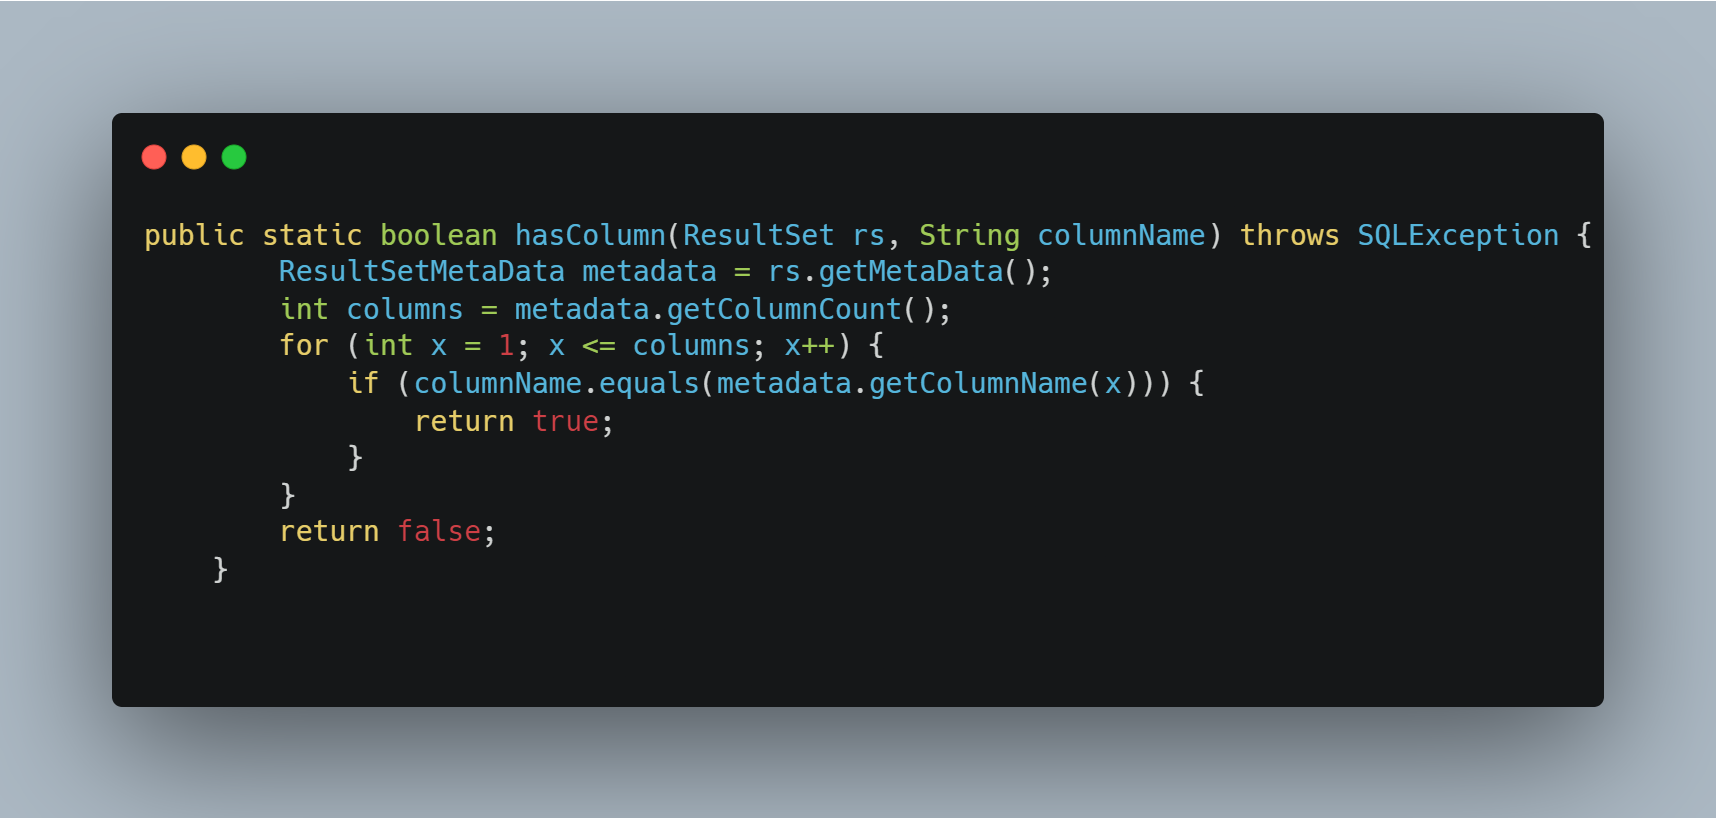 public static boolean hasColumn(ResultSet rs, String columnName) throws SQLException {
        ResultSetMetaData metadata = rs.getMetaData();
        int columns = metadata.getColumnCount();
        for (int x = 1; x <= columns; x++) {
            if (columnName.equals(metadata.getColumnName(x))) {
                return true;
            }
        }
        return false;
    }